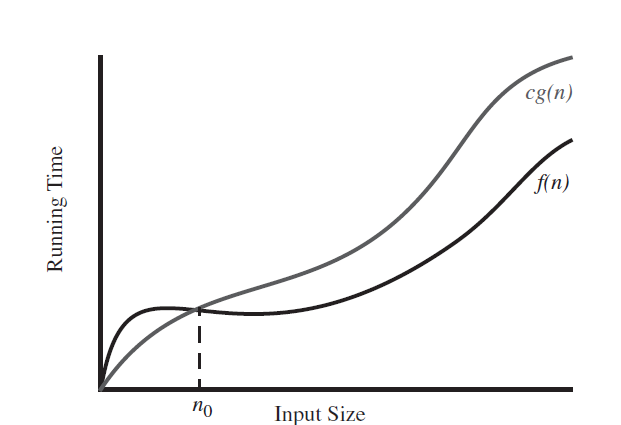 cg(n)
f(n)
Running Time
n0
Input Size